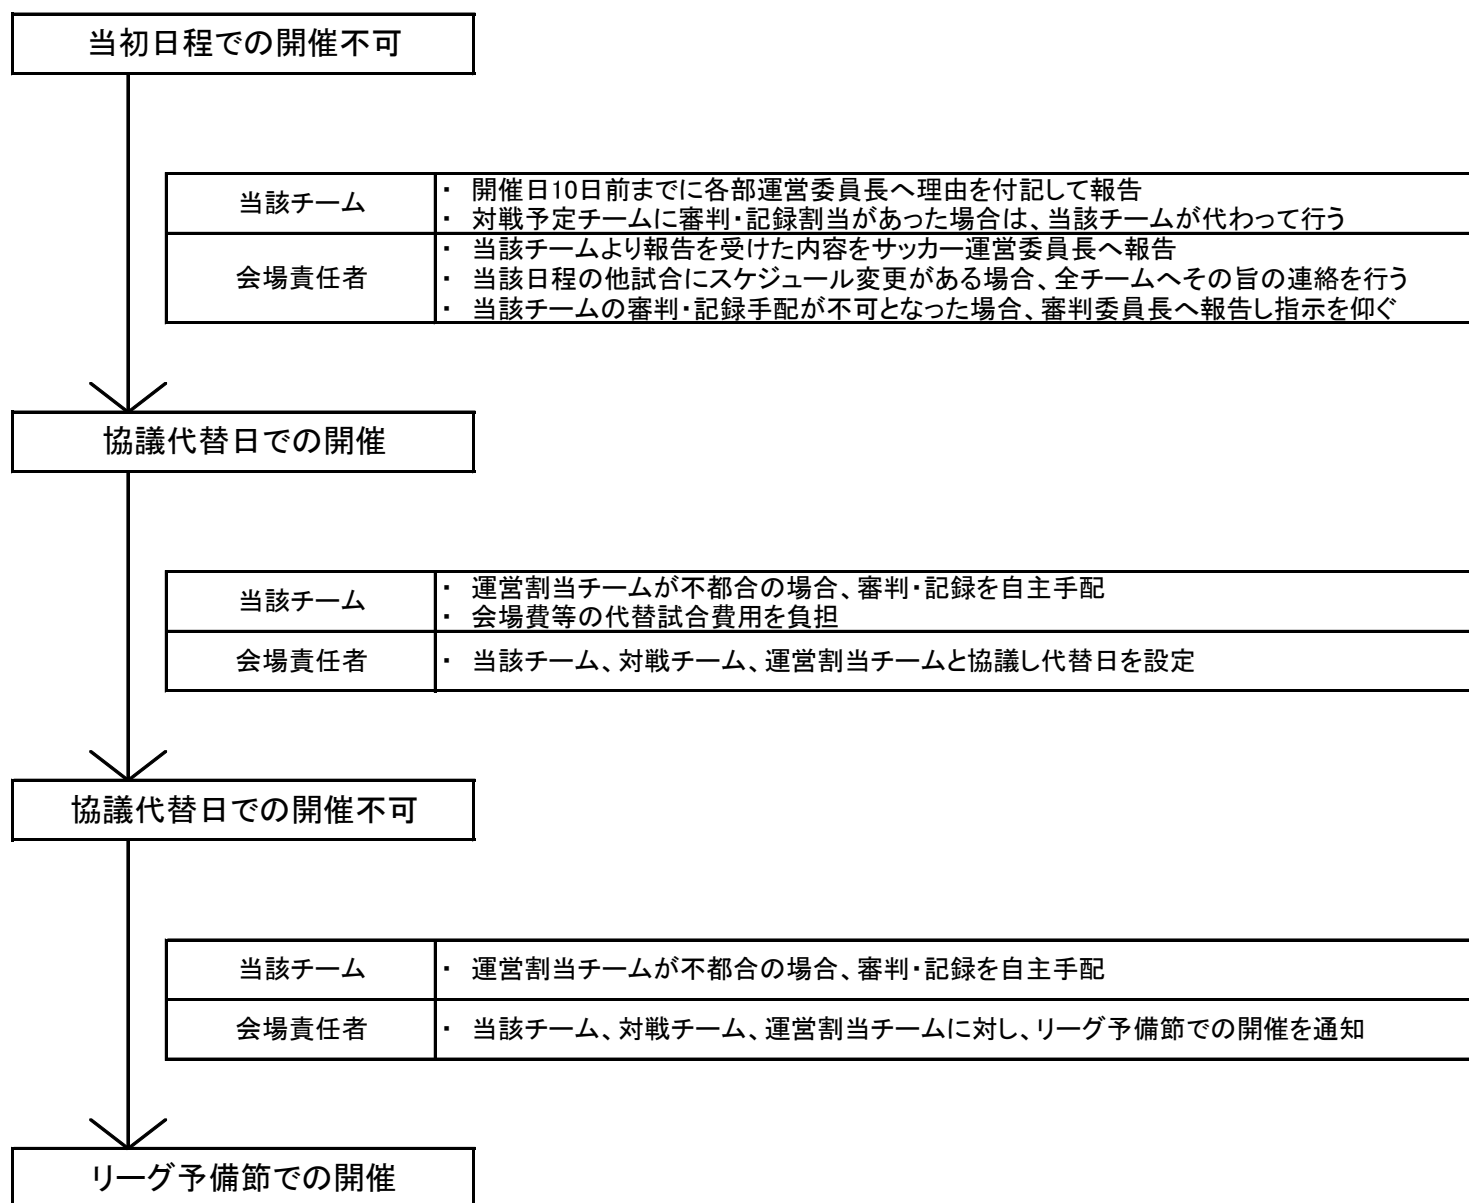 当初日程での開催不可
当該チーム
・ 開催日10日前までに各部運営委員長へ理由を付記して報告
・ 対戦予定チームに審判・記録割当があった場合は、当該チームが代わって行う
会場責任者
・ 当該チームより報告を受けた内容をサッカー運営委員長へ報告
・ 当該日程の他試合にスケジュール変更がある場合、全チームへその旨の連絡を行う
・ 当該チームの審判・記録手配が不可となった場合、審判委員長へ報告し指示を仰ぐ
協議代替日での開催
当該チーム
・ 運営割当チームが不都合の場合、審判・記録を自主手配
・ 会場費等の代替試合費用を負担
会場責任者
・ 当該チーム、対戦チーム、運営割当チームと協議し代替日を設定
協議代替日での開催不可
当該チーム
・ 運営割当チームが不都合の場合、審判・記録を自主手配
会場責任者
・ 当該チーム、対戦チーム、運営割当チームに対し、リーグ予備節での開催を通知
リーグ予備節での開催